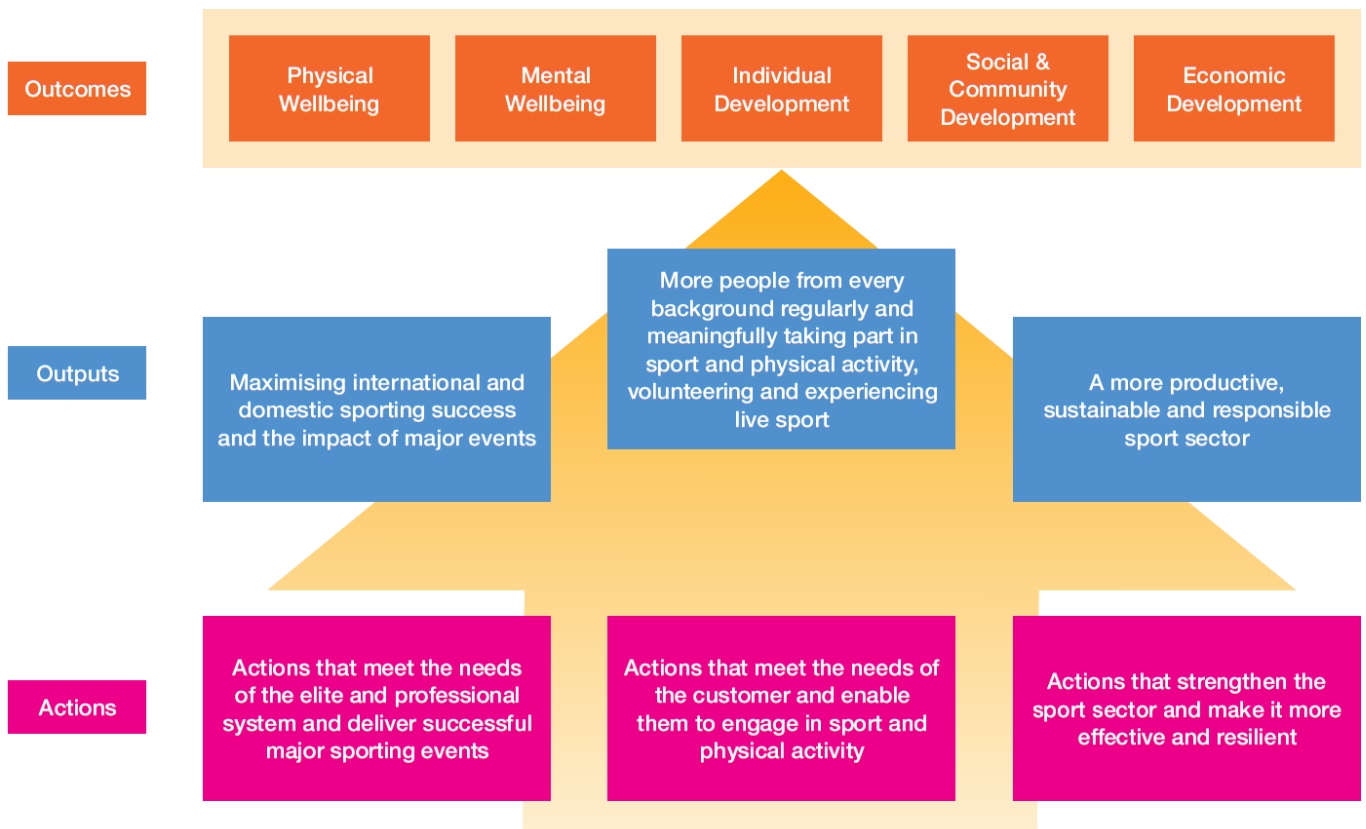 Outcomes
Physical
Wellbeing
Mental
Wellbeing
Individual
Development
Social &
Community
Development
Economic
Development
Outputs
Maximising international and
domestic sporting success
and the impact of major events
More people from every
background regularly and
meaningfully taking part in
sport and physical activity,
volunteering and experiencing
live sport
A more productive,
sustainable and responsible
sport sector
Actions
Actions that meet the needs
of the elite and professional
system and deliver successful
major sporting events
Actions that meet the needs of
the customer and enable
them to engage in sport and
physical activity
Actions that strengthen the
sport sector and make it more
effective and resilient